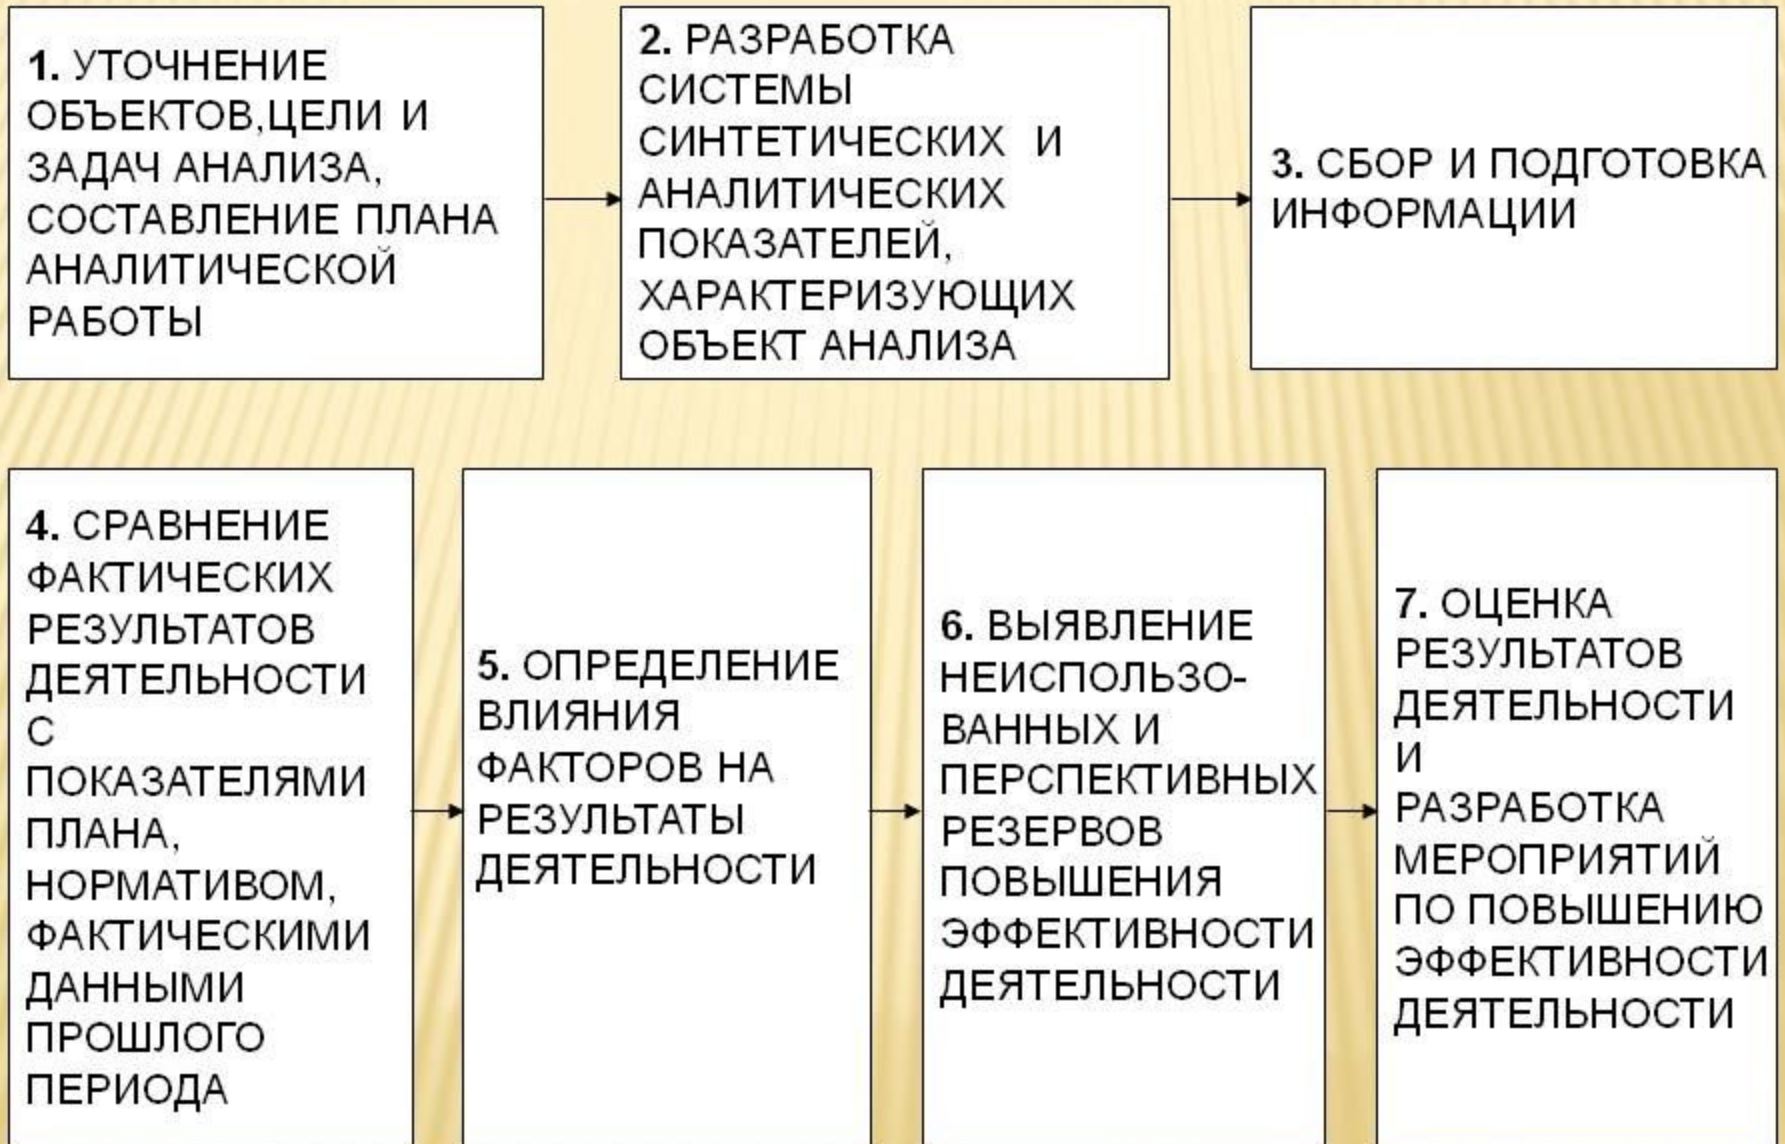 1. УТОЧНЕНИЕ
ОБЪЕКТОВ,ЦЕЛИ И
ЗАДАЧ АНАЛИЗА,
СОСТАВЛЕНИЕ ПЛАНА
АНАЛИТИЧЕСКОЙ
РАБОТЫ
2. РАЗРАБОТКА
СИСТЕМЫ
СИНТЕТИЧЕСКИХ И
АНАЛИТИЧЕСКИХ
ПОКАЗАТЕЛЕЙ,
ХАРАКТЕРИЗУЮЩИХ
ОБЪЕКТ АНАЛИЗА
3. СБОР И ПОДГОТОВКА
ИНФОРМАЦИИ
4. СРАВНЕНИЕ
ФАКТИЧЕСКИХ
РЕЗУЛЬТАТОВ
ДЕЯТЕЛЬНОСТИ
С
ПОКАЗАТЕЛЯМИ
ПЛАНА,
НОРМАТИВОМ,
ФАКТИЧЕСКИМИ
ДАННЫМИ
ПРОШЛОГО
ПЕРИОДА
5. ОПРЕДЕЛЕНИЕ
ВЛИЯНИЯ
ФАКТОРОВ НА
РЕЗУЛЬТАТЫ
ДЕЯТЕЛЬНОСТИ
6. ВЫЯВЛЕНИЕ
НЕИСПОЛЬЗО-
ВАННЫХ И
ПЕРСПЕКТИВНЫХ
РЕЗЕРВОВ
ПОВЫШЕНИЯ
ЭФФЕКТИВНОСТИ
ДЕЯТЕЛЬНОСТИ
7. ОЦЕНКА
РЕЗУЛЬТАТОВ
ДЕЯТЕЛЬНОСТИ
И
РАЗРАБОТКА
МЕРОПРИЯТИЙ
ПО ПОВЫШЕНИЮ
ЭФФЕКТИВНОСТИ
ДЕЯТЕЛЬНОСТИ